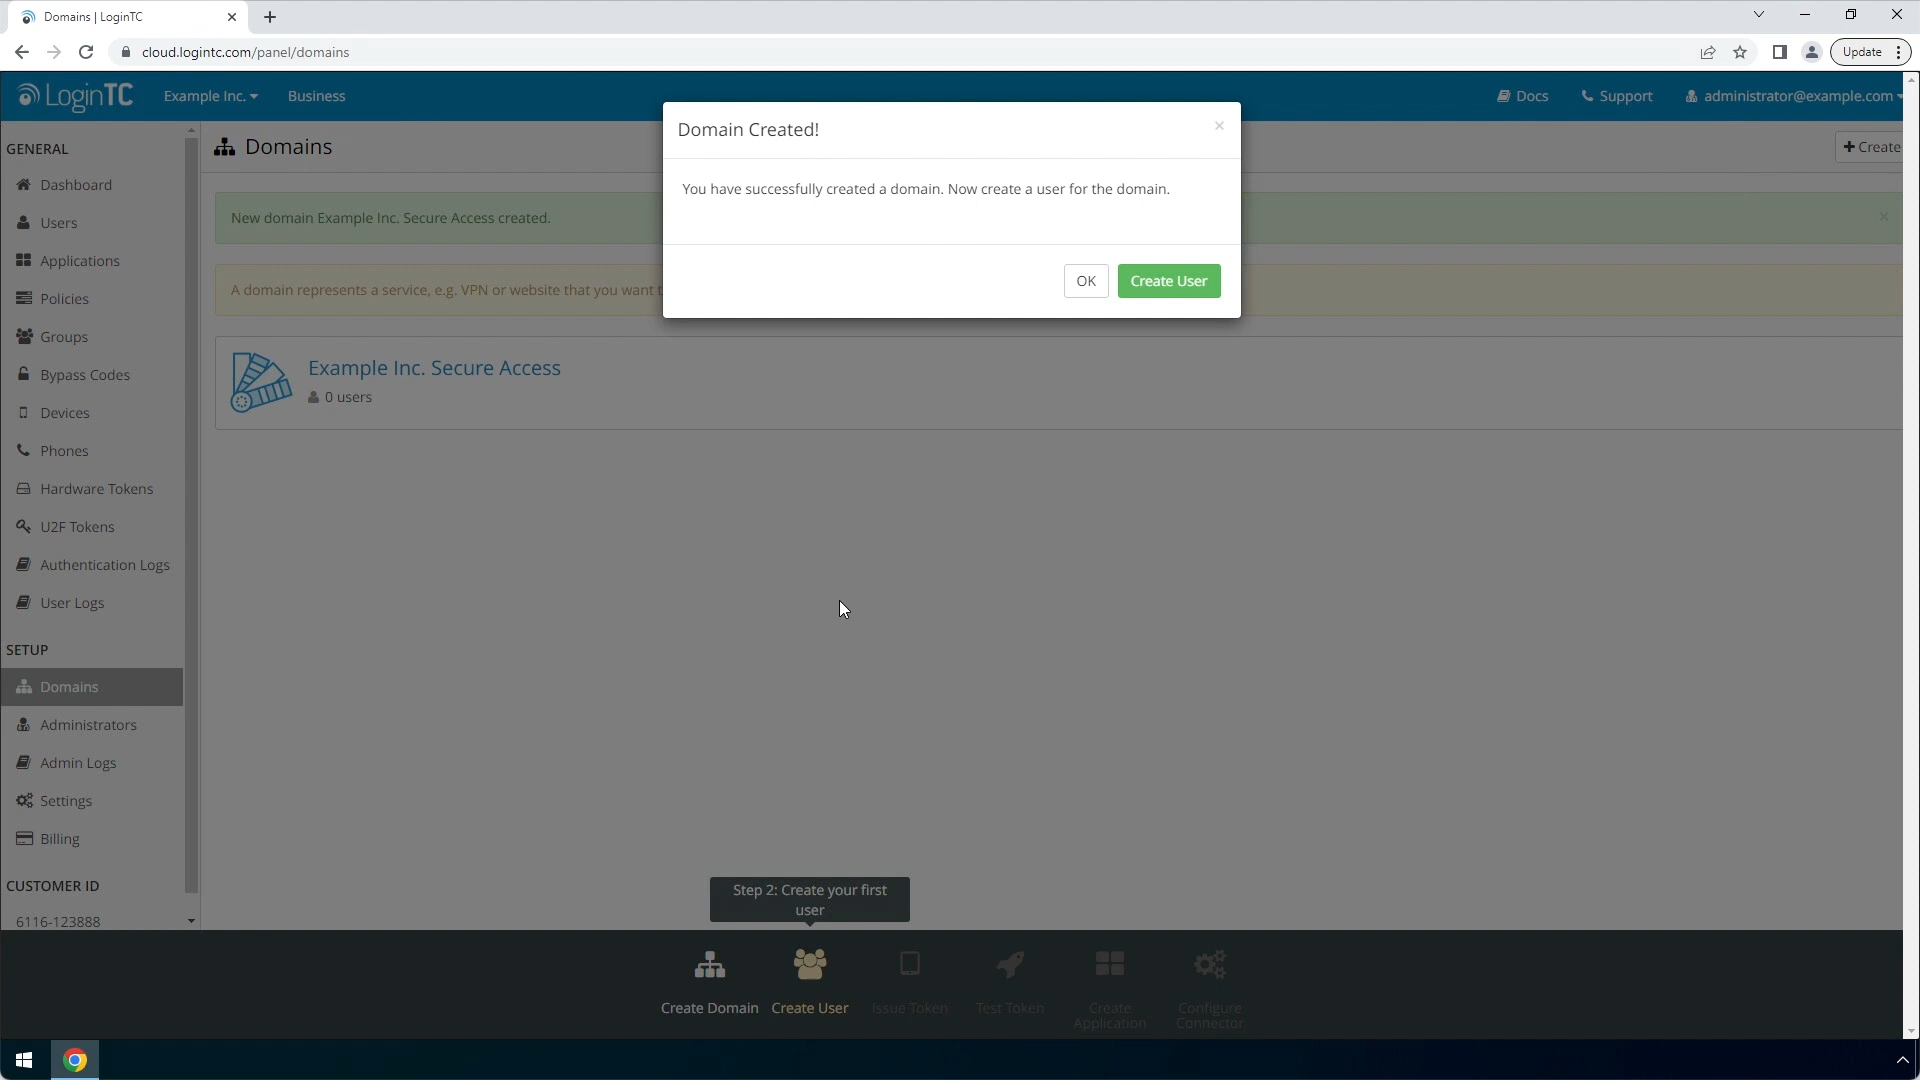 Domains | LoginTC
cloud.logintc.com/panel/domains
Update
LoginTC
Example Inc.
Business
Docs
Support
administrator@example.com
GENERAL
Dashboard
Users
Applications
Policies
Groups
Bypass Codes
Devices
Phones
Hardware Tokens
U2F Tokens
Authentication Logs
User Logs
SETUP
Domains
Administrators
Admin Logs
Settings
Billing
CUSTOMER ID
6116-123888
Domains
Create
New domain Example Inc. Secure Access created.
A domain represents a service, e.g. VPN or website that you want
Example Inc. Secure Access
0 users
Domain Created!
You have successfully created a domain. Now create a user for the domain.
OK
Create User
Step 2: Create your first
user
Create Domain
Create User
Issue Token
Test Token
Create
Application
Configure
Connector